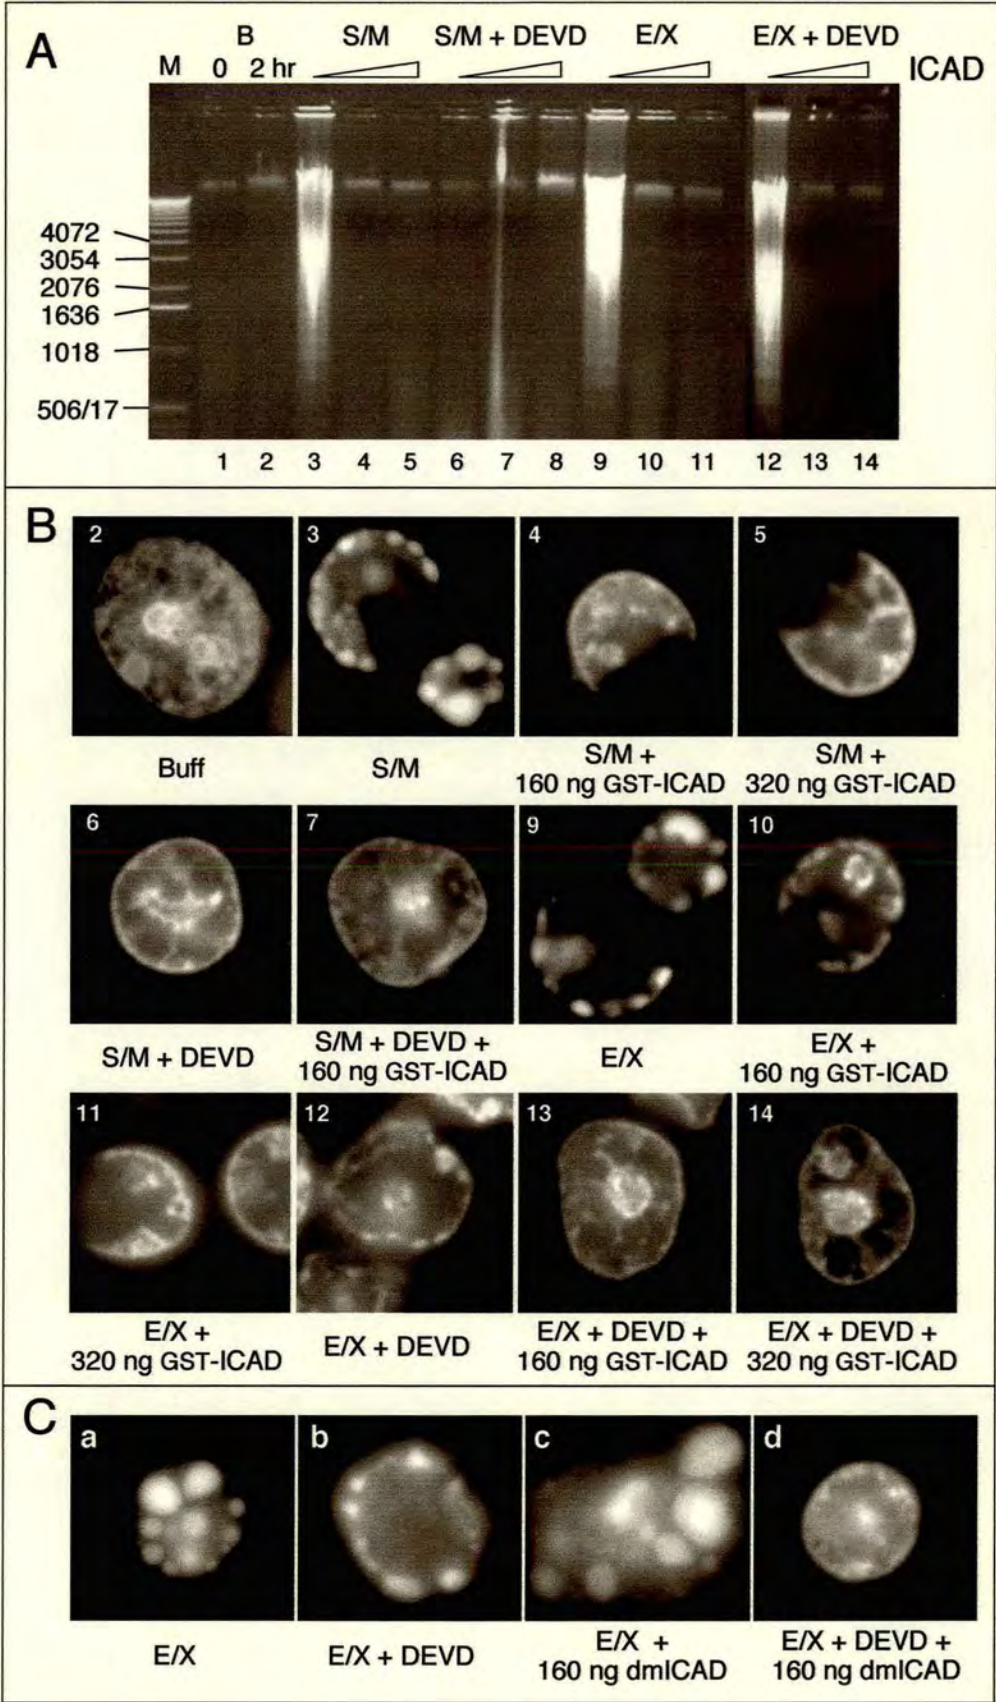 A
B S/M S/M + DEVD E/X E/X + DEVD
M 0 2 hr ICAD
4072
3054
2076
1636
1018
506/17
1 2 3 4 5 6 7 8 9 10 11 12 13 14
B
2 3 4 5
Buff
S/M
S/M +
160 ng GST-ICAD
S/M +
320 ng GST-ICAD
6 7 9 10
S/M + DEVD
S/M + DEVD +
160 ng GST-ICAD
E/X
E/X +
160 ng GST-ICAD
11 12 13 14
E/X +
320 ng GST-ICAD
E/X + DEVD
E/X + DEVD +
160 ng GST-ICAD
E/X + DEVD +
320 ng GST-ICAD
C
a b c d
E/X
E/X + DEVD
E/X +
160 ng dmICAD
E/X + DEVD +
160 ng dmICAD